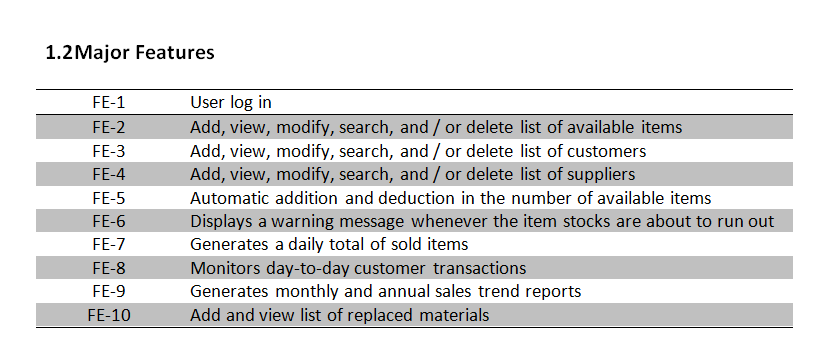 1.2Major Features
FE-1 User log in
FE-2 Add, view, modify, search, and / or delete list of available items
FE-3 Add, view, modify, search, and / or delete list of customers
FE-4 Add, view, modify, search, and / or delete list of suppliers
FE-5 Automatic addition and deduction in the number of available items
FE-6 Displays a warning message whenever the item stocks are about to run out
FE-7 Generates a daily total of sold items
FE-8 Monitors day-to-day customer transactions
FE-9 Generates monthly and annual sales trend reports
FE-10 Add and view list of replaced materials